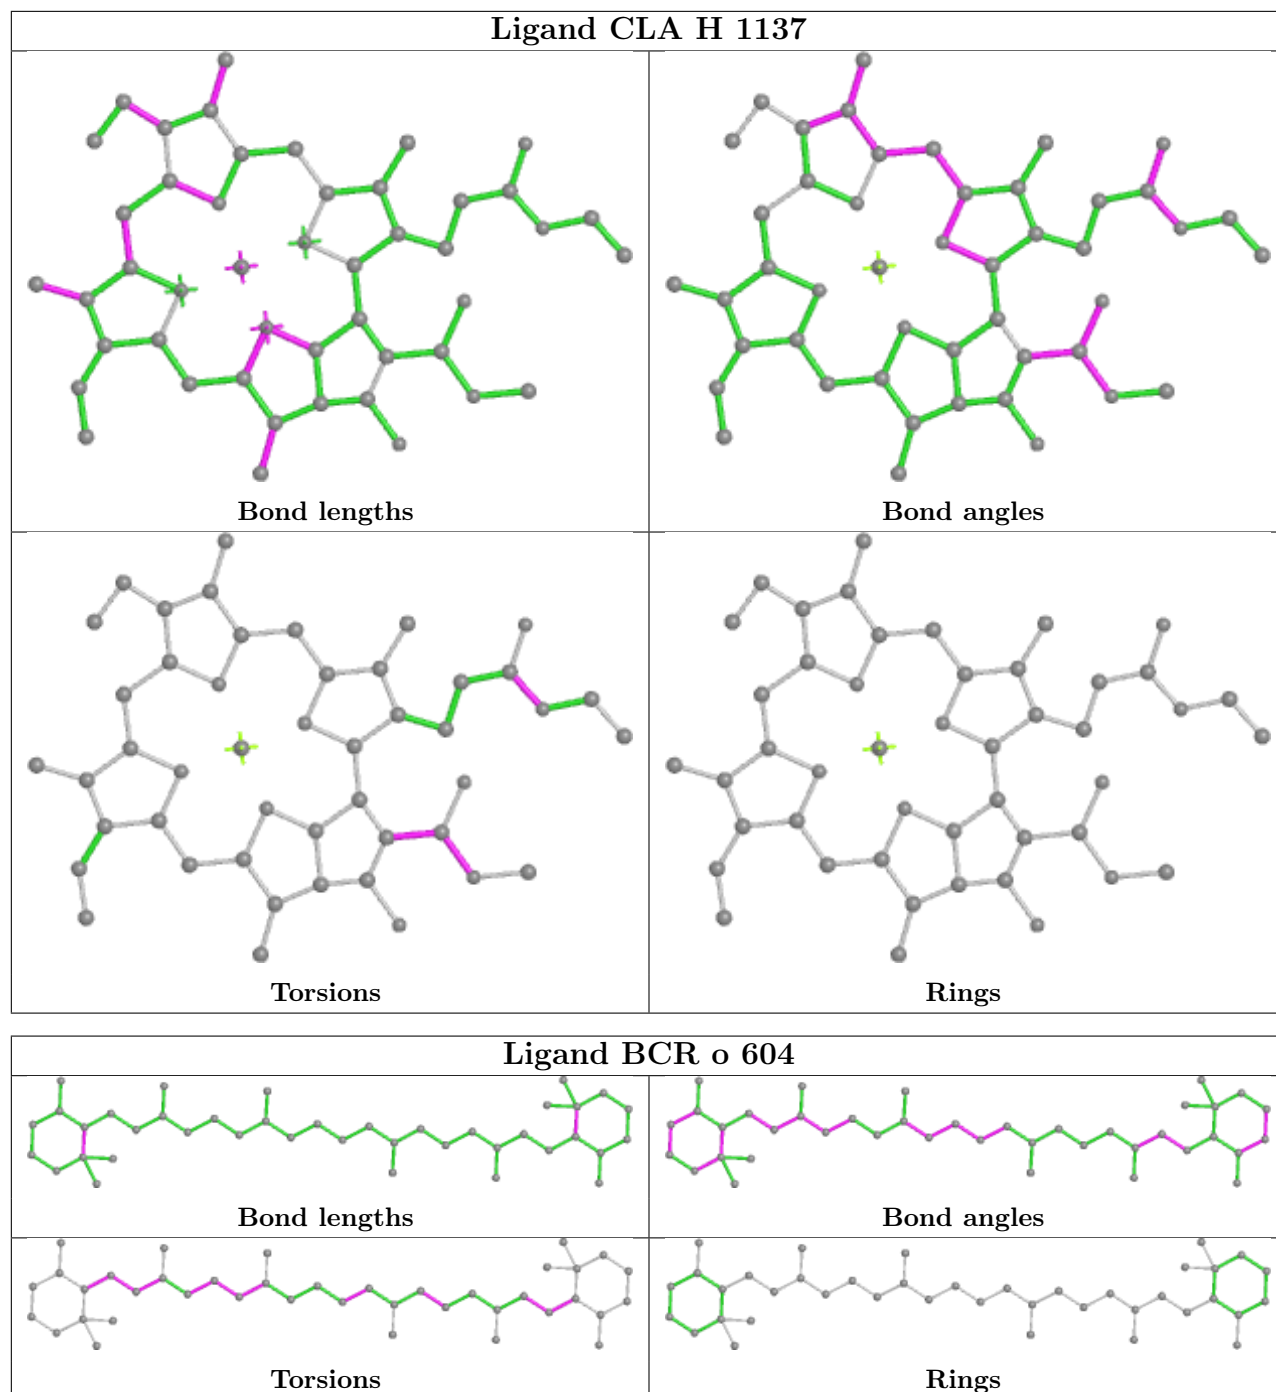 Ligand CLA H 1137
Bond lengths
Bond angles
Torsions
Rings
Ligand BCR o 604
Bond lengths
Bond angles
Torsions
Rings